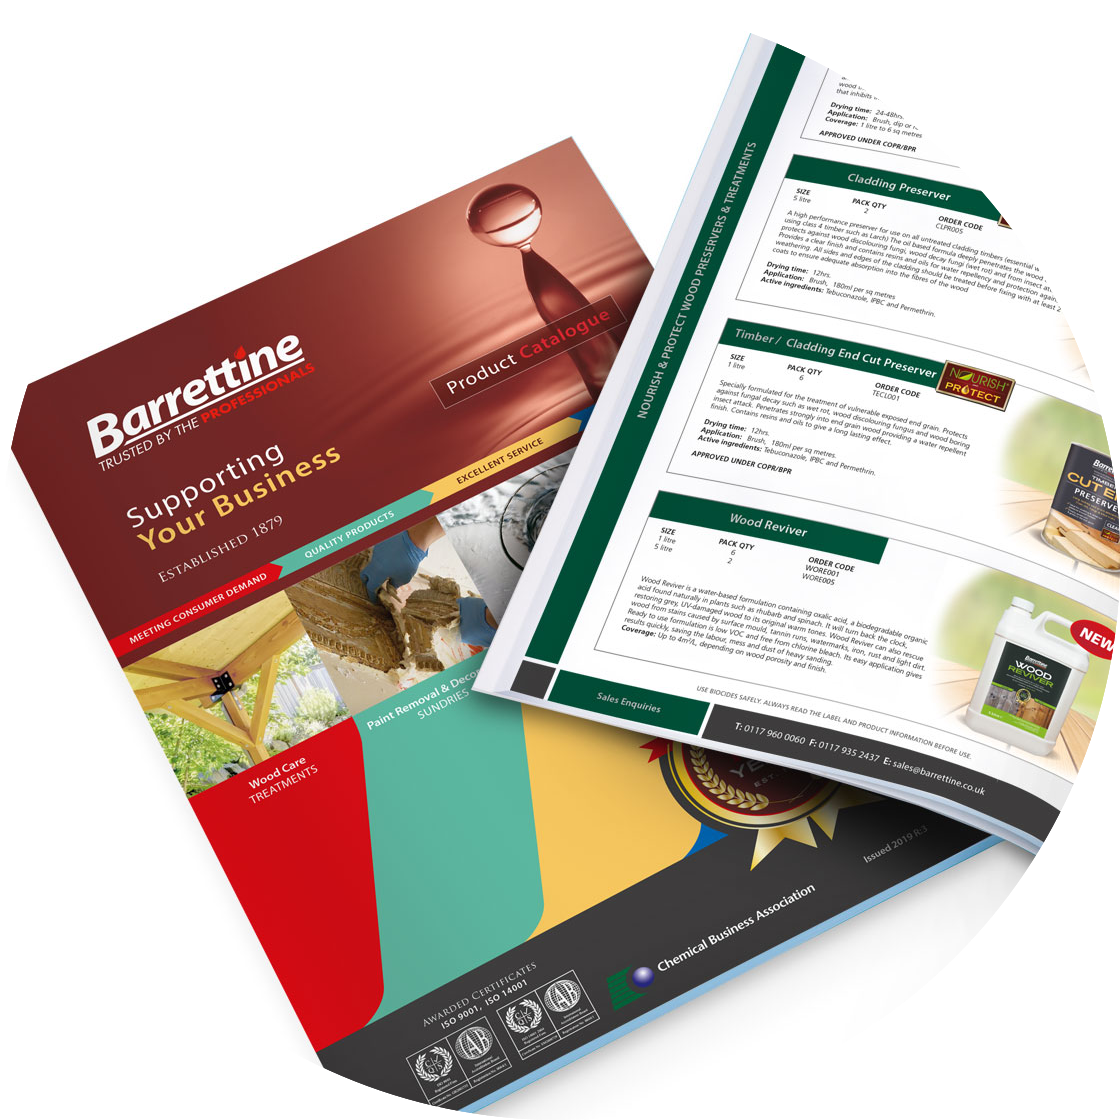 Barrettine
TRUSTED BY THE PROFESSIONALS
Product Catalogue
Supporting
Your Business
ESTABLISHED 1879
MEETING CONSUMER DEMAND
QUALITY PRODUCTS
EXCELLENT SERVICE
Wood Care
TREATMENTS
Paint Removal & Deco
SUNDRIES
YE
EST.
Issued 2019 R:3
Chemical Business Association
AWARDED CERTIFICATES
ISO 9001, ISO 14001
NOURISH & PROTECT WOOD PRESERVERS & TREATMENTS
wood
that inhibits
Drying time: 24-48hrs.
Application: Brush, dip or
Coverage: 1 litre to 6 sq metres
APPROVED UNDER COPR/BPR
Cladding Preserver
SIZE PACK QTY ORDER CODE
5 litre 2 CLPR005
A high performance preserver for use on all untreated cladding timbers (essential w
using class 4 timber such as Larch) The oil based formula deeply penetrates the wood
protects against wood discolouring fungi, wood decay fungi (wet rot) and from insect at
Provides a clear finish and contains resins and oils for water repellency and protection again
weathering. All sides and edges of the cladding should be treated before fixing with at least 2
coats to ensure adequate absorption into the fibres of the wood
Drying time: 12hrs.
Application: Brush, 180ml per sq metres
Active ingredients: Tebuconazole, IPBC and Permethrin.
Timber / Cladding End Cut Preserver
NOURISH
PROTECT
SIZE PACK QTY ORDER CODE
1 litre 6 TECL001
Specially formulated for the treatment of vulnerable exposed end grain. Protects
against fungal decay such as wet rot, wood discolouring fungus and wood boring
insect attack. Penetrates strongly into end grain wood providing a water repellent
finish. Contains resins and oils to give a long lasting effect.
Drying time: 12hrs.
Application: Brush, 180ml per sq metres.
Active ingredients: Tebuconazole, IPBC and Permethrin.
APPROVED UNDER COPR/BPR
Barre
TIMBE
CUT E
PRESERVE
CLEAR
Wood Reviver
SIZE PACK QTY ORDER CODE
1 litre 6 WORE001
5 litre 2 WORE005
Wood Reviver is a water-based formulation containing oxalic acid, a biodegradable organic
acid found naturally in plants such as rhubarb and spinach. It will turn back the clock,
restoring grey, UV-damaged wood to its original warm tones. Wood Reviver can also rescue
wood from stains caused by surface mould, tannin runs, watermarks, iron, rust and light dirt.
Ready to use formulation is low VOC and free from chlorine bleach. Its easy application gives
results quickly, saving the labour, mess and dust of heavy sanding.
Coverage: Up to 4m²/L, depending on wood porosity and finish.
NEW
Barrettine
WOOD
REVIVER
USE BIOCIDES SAFELY. ALWAYS READ THE LABEL AND PRODUCT INFORMATION BEFORE USE.
Sales Enquiries
T: 0117 960 0060 F: 0117 935 2437 E: sales@barrettine.co.uk